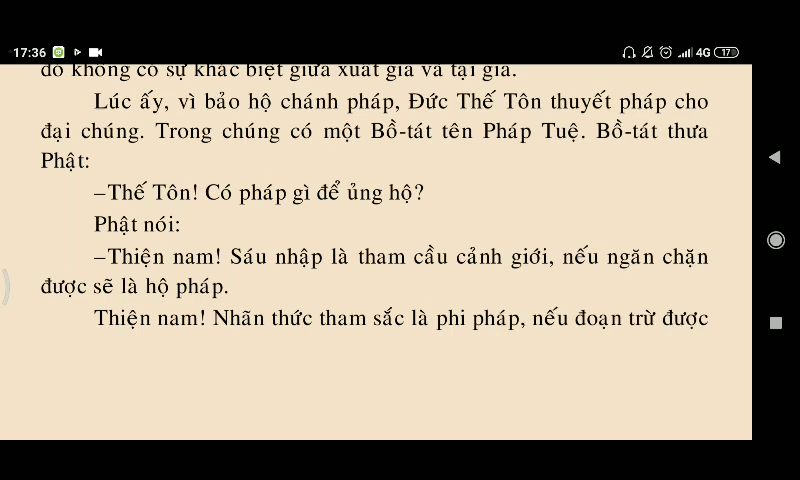 17:36
4G 17
đó không có sự khác biệt giữa xuất gia và tại gia.
Lúc ấy, vì bảo hộ chánh pháp, Đức Thế Tôn thuyết pháp cho
đại chúng. Trong chúng có một Bồ-tát tên Pháp Tuệ. Bồ-tát thưa
Phật:
–Thế Tôn! Có pháp gì để ủng hộ?
Phật nói:
–Thiện nam! Sáu nhập là tham cầu cảnh giới, nếu ngăn chặn
được sẽ là hộ pháp.
Thiện nam! Nhãn thức tham sắc là phi pháp, nếu đoạn trừ được